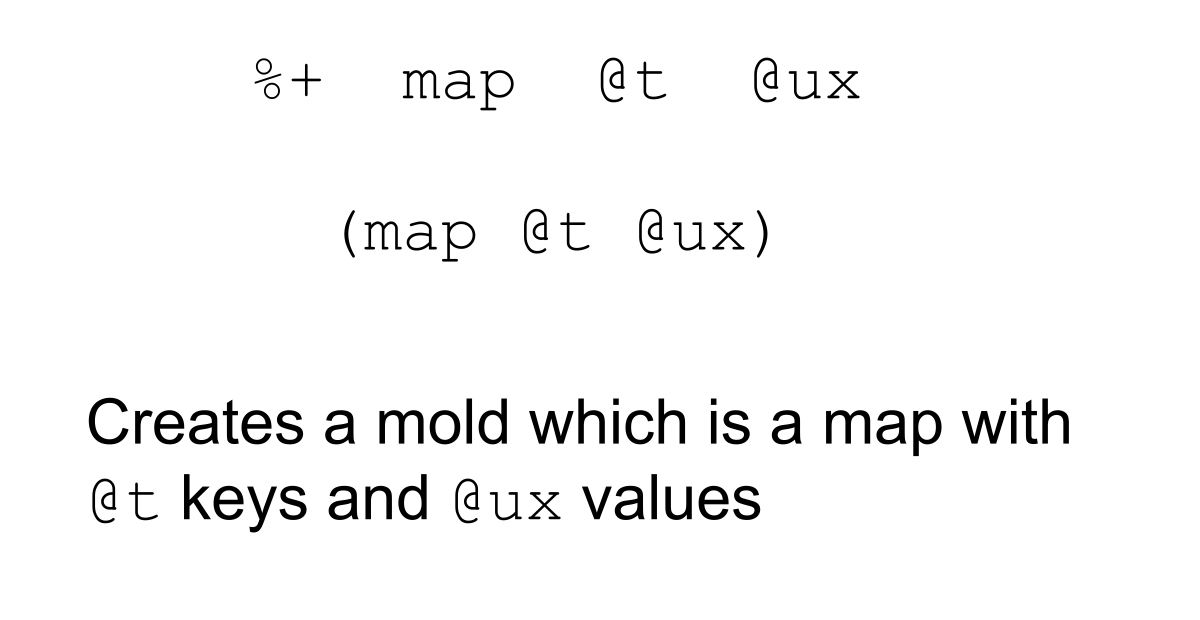 %+  map  @t  @ux
(map @t @ux)
Creates a mold which is a map with
@t keys and @ux values